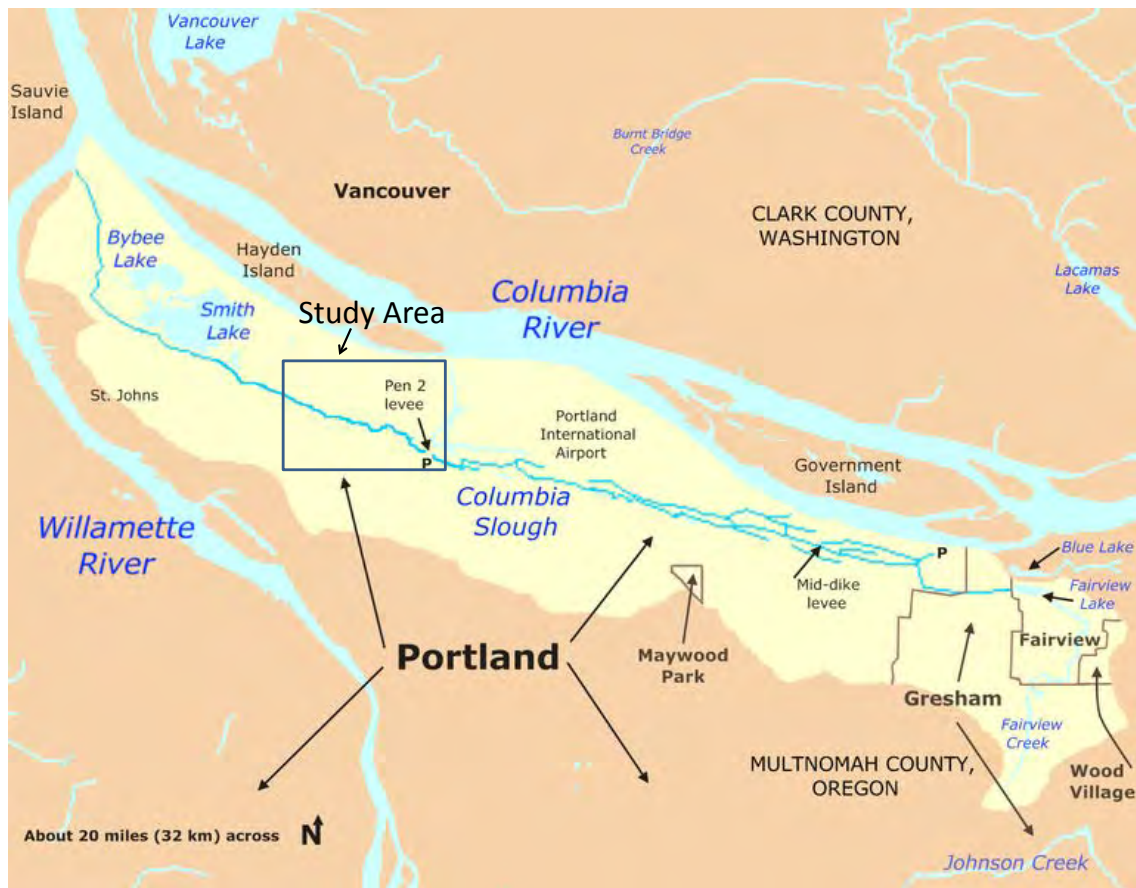 Vancouver
Lake
Sauvie
Island
Burnt Bridge
Creek
Vancouver
CLARK COUNTY,
WASHINGTON
Bybee
Lake
Hayden
Island
Lacamas
Lake
Columbia
River
Smith
Lake
Study Area
Pen 2
levee
St. Johns
Portland
International
Airport
P
Government
Island
Columbia
Slough
Willamette
River
P
Blue Lake
Mid-dike
levee
Fairview
Lake
Fairview
Portland
Maywood
Park
Gresham
Fairview
Creek
MULTNOMAH COUNTY,
OREGON
Wood
Village
About 20 miles (32 km) across
N
Johnson Creek